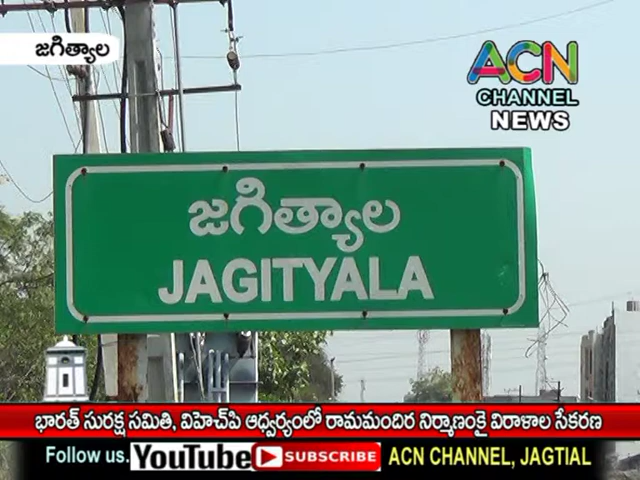 జగిత్యాల
ACN
CHANNEL
NEWS
జగిత్యాల
JAGITYALA
భారత్ సురక్ష సమితి, విహెచ్‌పి ఆధ్వర్యంలో రామమందిర నిర్మాణంకై విరాళాల సేకరణ
Follow us. YouTube SUBSCRIBE ACN CHANNEL, JAGTIAL